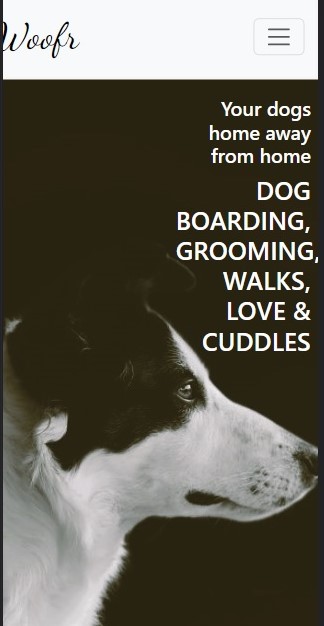 Woofr
Your dogs
home away
from home
DOG
BOARDING,
GROOMING,
WALKS,
LOVE &
CUDDLES